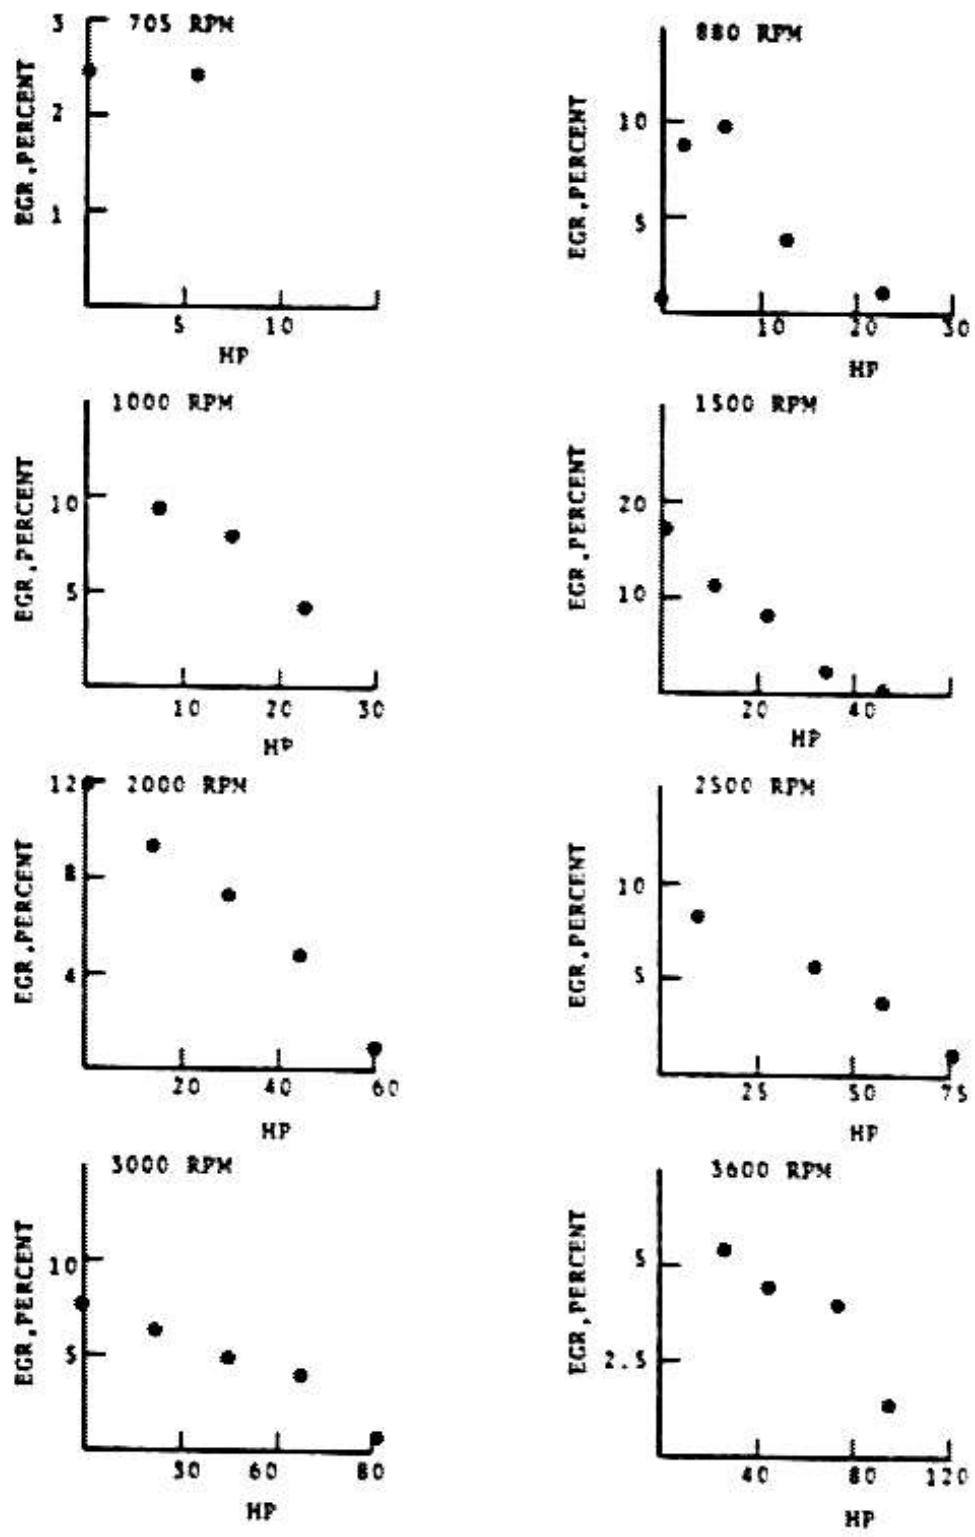 3 705 RPM
EGR,PERCENT
2
1
5 10
HP
880 RPM
EGR,PERCENT
10
5
10 20 30
HP
1000 RPM
EGR,PERCENT
10
5
10 20 30
HP
1500 RPM
EGR,PERCENT
20
10
20 40
HP
12 2000 RPM
EGR,PERCENT
8
4
20 40 60
HP
2500 RPM
EGR,PERCENT
10
5
25 50 75
HP
3000 RPM
EGR,PERCENT
10
5
30 60 80
HP
3600 RPM
EGR,PERCENT
5
2.5
40 80 120
HP